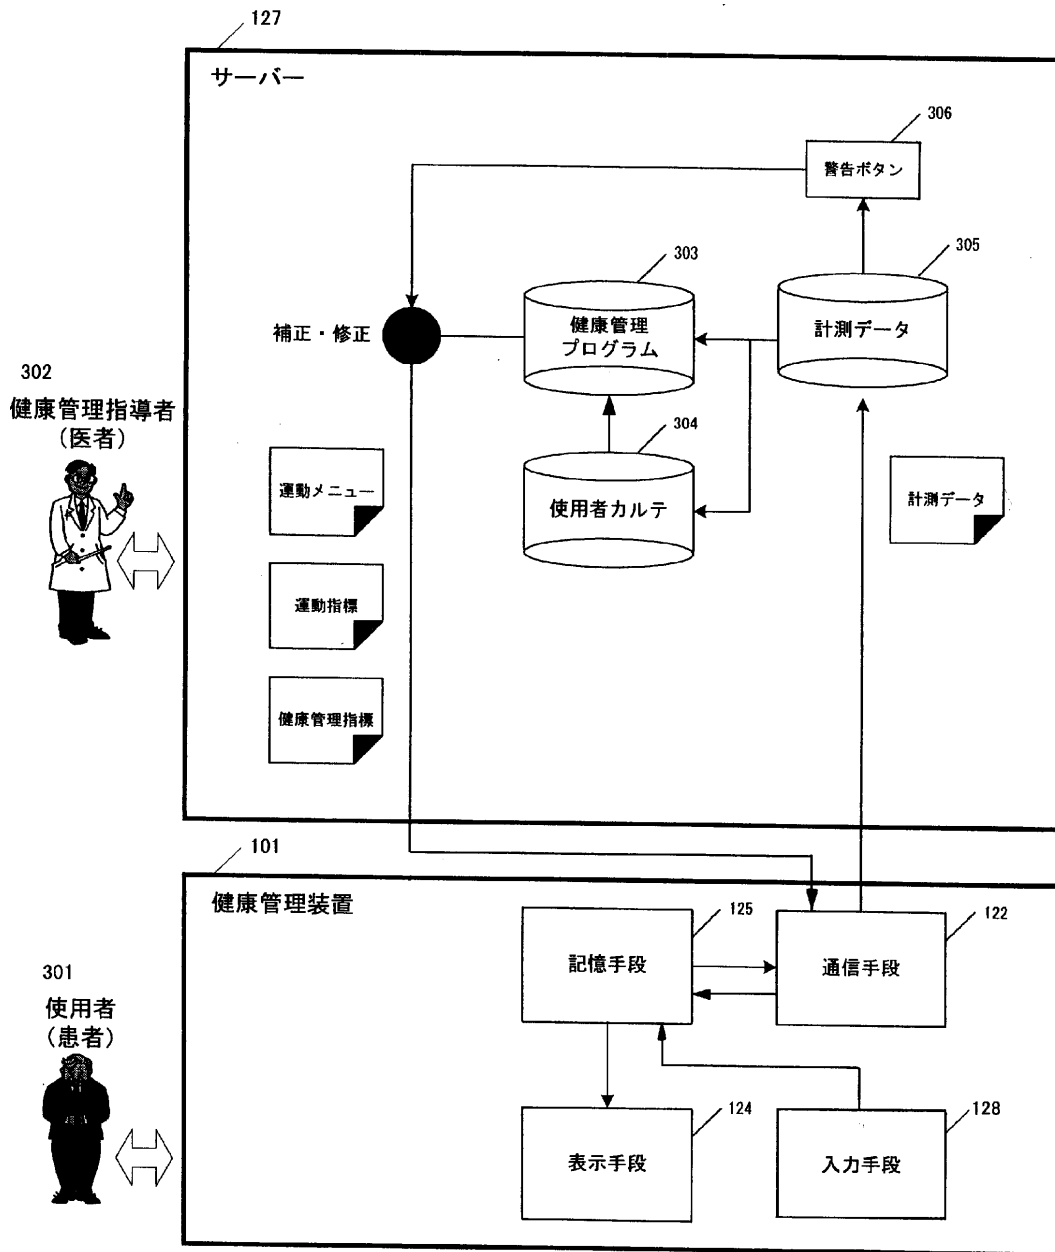 127
サーバー
306
警告ボタン
303
305
健康管理
プログラム
計測データ
補正・修正
302
健康管理指導者
(医者)
304
使用者カルテ
運動メニュー
計測データ
運動指標
健康管理指標
101
健康管理装置
125
記憶手段
122
通信手段
301
使用者
(患者)
124
表示手段
128
入力手段